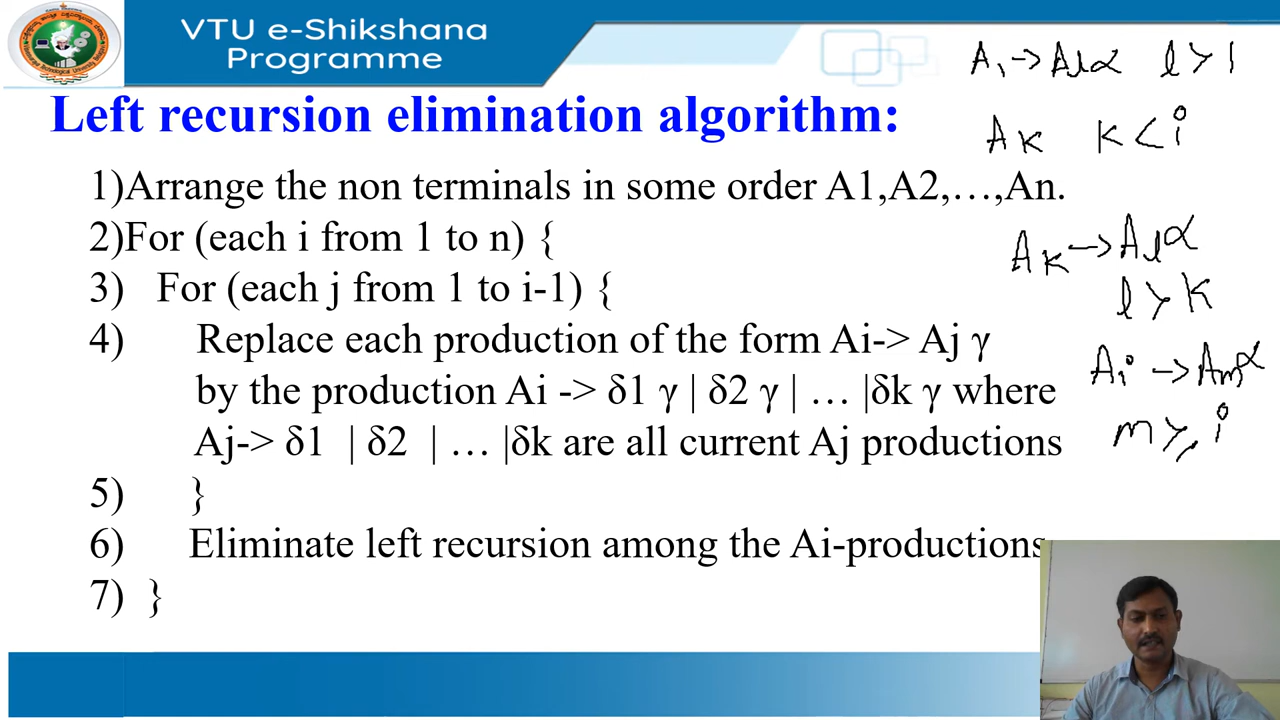 VTU e-Shikshana
Programme
Left recursion elimination algorithm:
1)Arrange the non terminals in some order A1,A2,…,An.
2)For (each i from 1 to n) {
3) For (each j from 1 to i-1) {
4) Replace each production of the form Ai-> Aj γ
by the production Ai -> δ1 γ | δ2 γ | … |δk γ where
Aj-> δ1 | δ2 | … |δk are all current Aj productions
5) }
6) Eliminate left recursion among the Ai-productions
7) }
A1 -> Alα l > 1
Ak k < i
Ak -> Alα
l > k
Ai -> Amα
m >, i